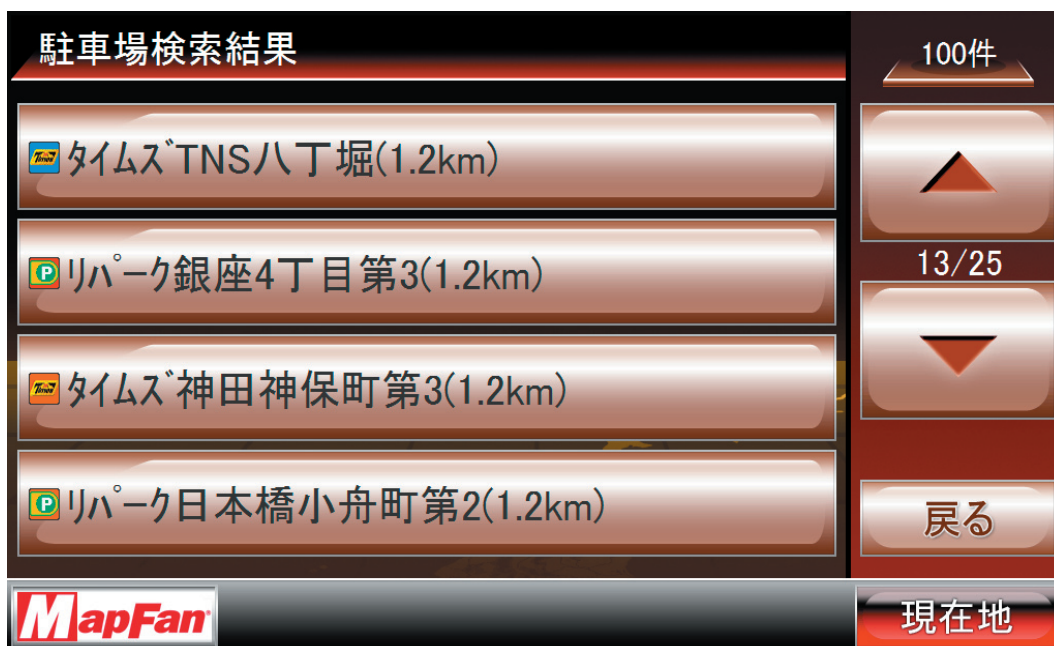 駐車場検索結果
100件
Times ﾀｲﾑｽﾞTNS八丁堀(1.2km)
P ﾘﾊﾟｰｸ銀座4丁目第3(1.2km)
13/25
Times ﾀｲﾑｽﾞ神田神保町第3(1.2km)
P ﾘﾊﾟｰｸ日本橋小舟町第2(1.2km)
戻る
MapFan
現在地